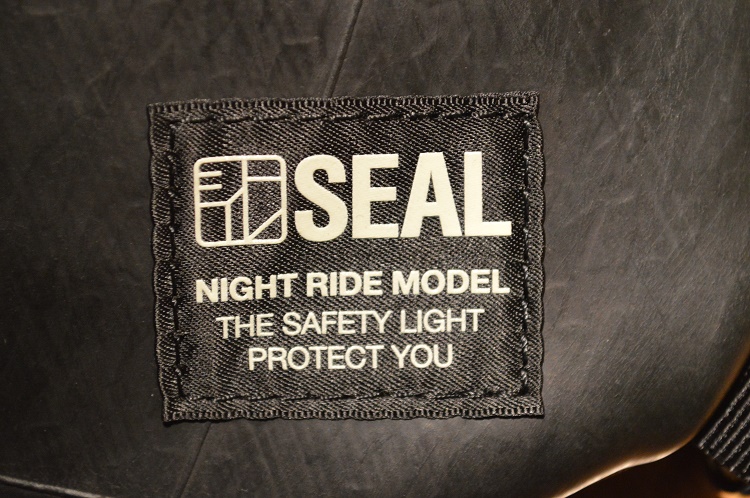 SEAL
NIGHT RIDE MODEL
THE SAFETY LIGHT
PROTECT YOU